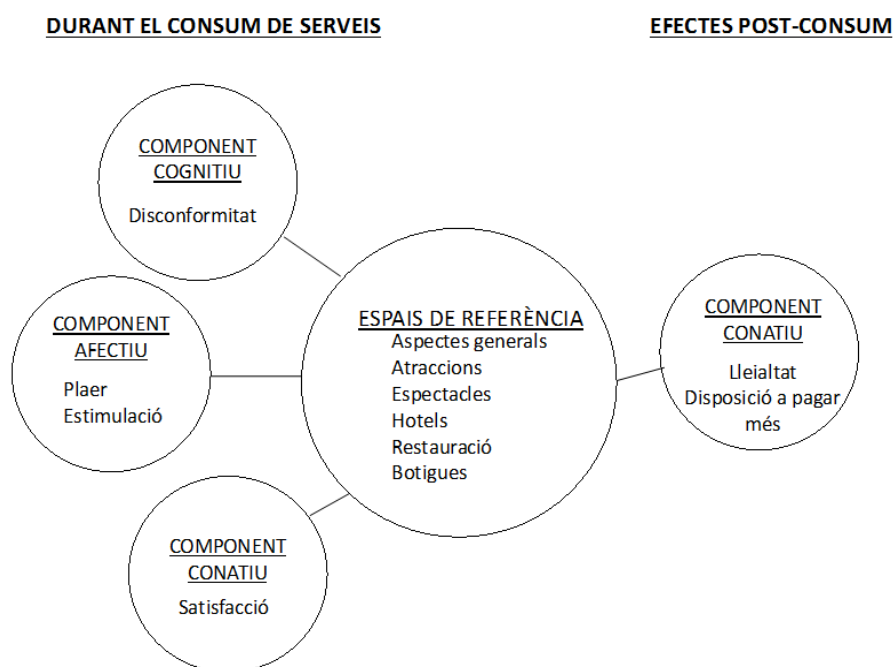 DURANT EL CONSUM DE SERVEIS
EFECTES POST-CONSUM
COMPONENT
COGNITIU
Disconformitat
COMPONENT
AFECTIU
Plaer
Estimulació
COMPONENT
CONATIU
Satisfacció
ESPAIS DE REFERÈNCIA
Aspectes generals
Atraccions
Espectacles
Hotels
Restauració
Botigues
COMPONENT
CONATIU
Lleialtat
Disposició a pagar
més